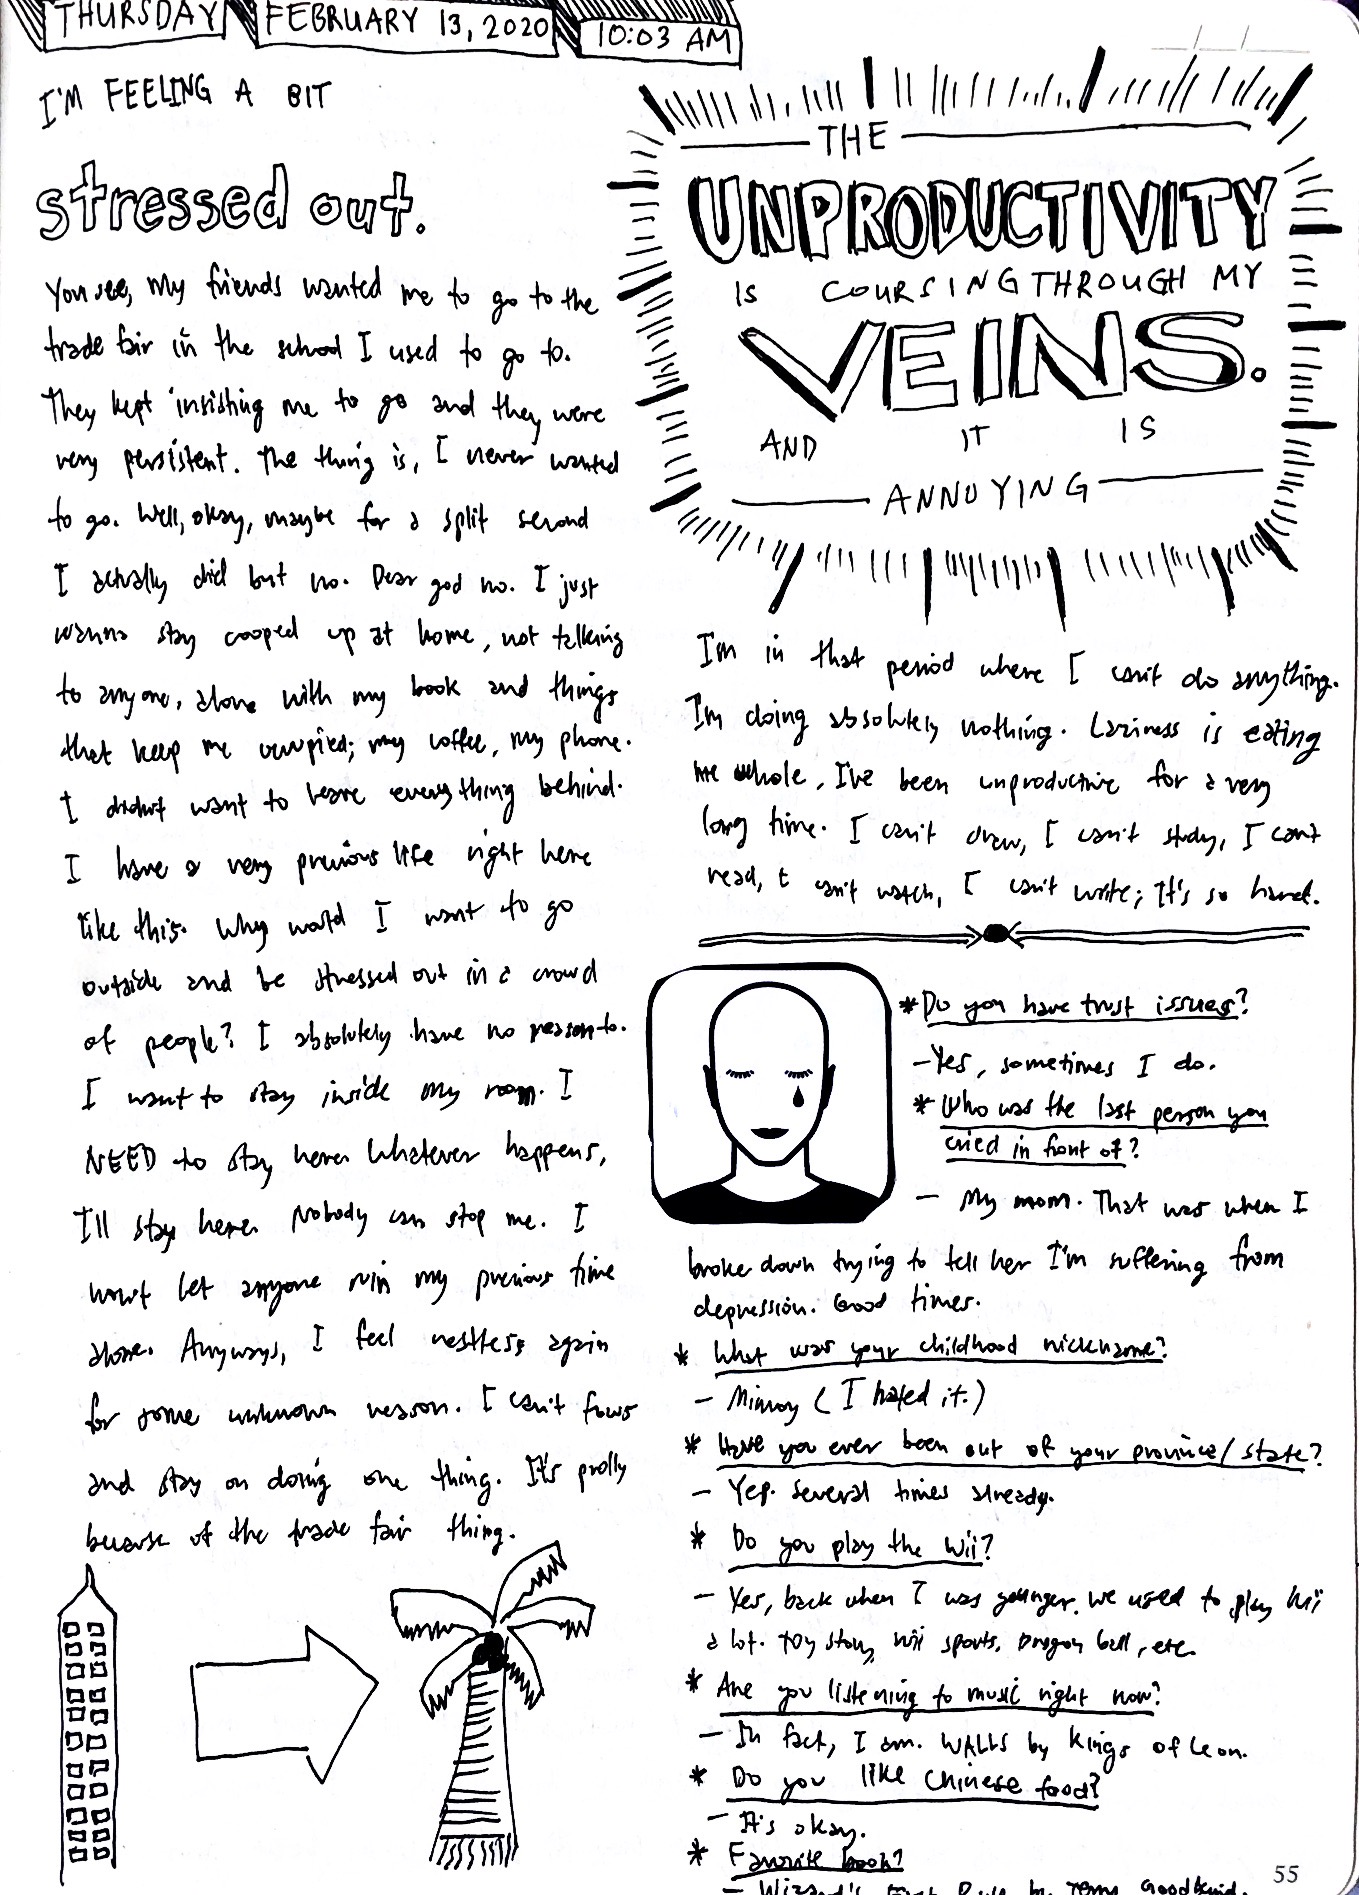 THURSDAY FEBRUARY 13, 2020 10:03 AM
I'M FEELING A BIT
stressed out.
You see, my friends wanted me to go to the
trade fair in the school I used to go to.
They kept insisting me to go and they were
very persistent. The thing is, I never wanted
to go. Well, okay, maybe for a split second
I actually did but no. Dear god no. I just
wanna stay cooped up at home, not talking
to anyone, alone with my book and things
that keep me occupied; my coffee, my phone.
I didn't want to leave everything behind.
I have a very precious life right here
like this. Why would I want to go
outside and be stressed out in a crowd
of people? I absolutely have no reason to.
I want to stay inside my room. I
NEED to stay here. Whatever happens,
I'll stay here. Nobody can stop me. I
won't let anyone ruin my precious time
alone. Anyways, I feel restless again
for some unknown reason. I can't focus
and stay on doing one thing. It's prolly
because of the trade fair thing.
THE
UNPRODUCTIVITY
IS COURSING THROUGH MY
VEINS.
AND IT IS
ANNOYING
I'm in that period where I can't do anything.
I'm doing absolutely nothing. Laziness is eating
me whole. I've been unproductive for a very
long time. I can't draw, I can't study, I can't
read, I can't watch, I can't write; It's so hard.
*Do you have trust issues?
-Yes, sometimes I do.
* Who was the last person you
cried in front of?
- My mom. That was when I
broke down trying to tell her I'm suffering from
depression. Good times.
* What was your childhood nickname?
- Mimoy (I hated it.)
* Have you ever been out of your province/state?
- Yep. Several times already.
* Do you play the Wii?
- Yes, back when I was younger. We used to play Wii
a lot. Toy story, Wii sports, Dragon ball, etc.
* Are you listening to music right now?
- In fact, I am. WALLS by Kings of Leon.
* Do you like Chinese food?
- It's okay.
* Favorite book?
- Wizard's First Rule by Terry Goodkind.
55